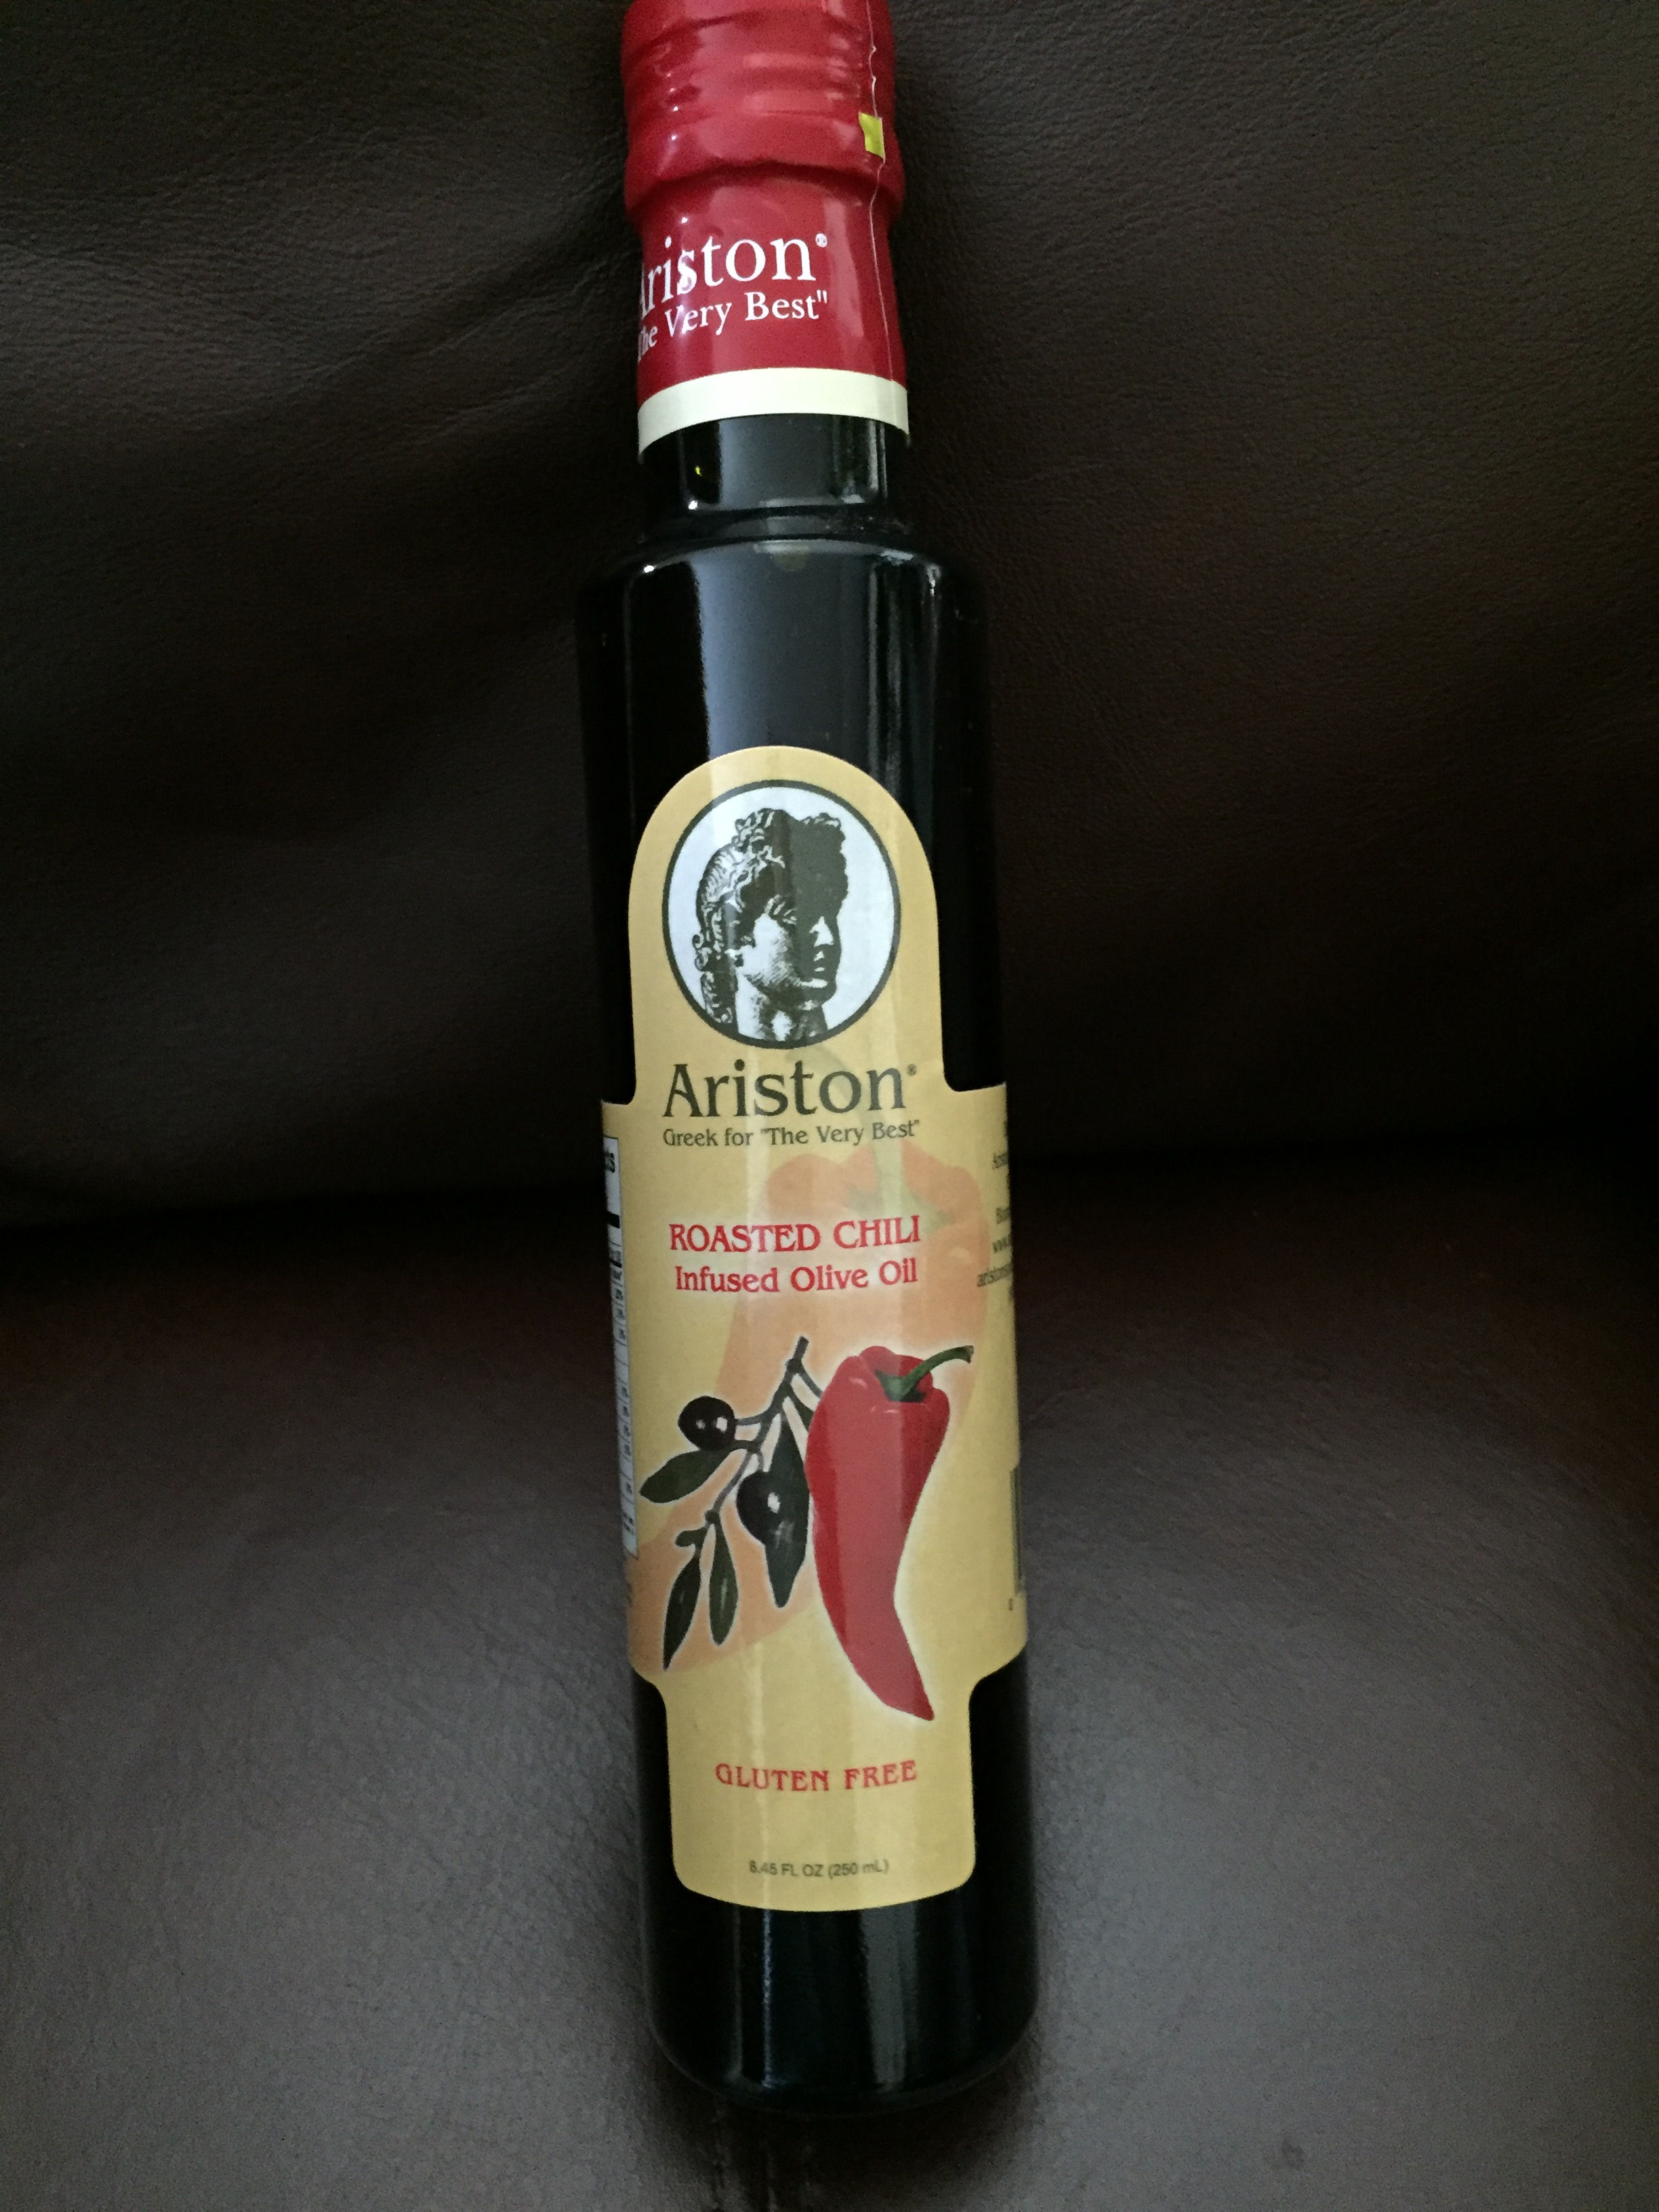 Ariston®
The Very Best"
Ariston®
Greek for "The Very Best"
ROASTED CHILI
Infused Olive Oil
GLUTEN FREE
8.45 FL OZ (250 mL)